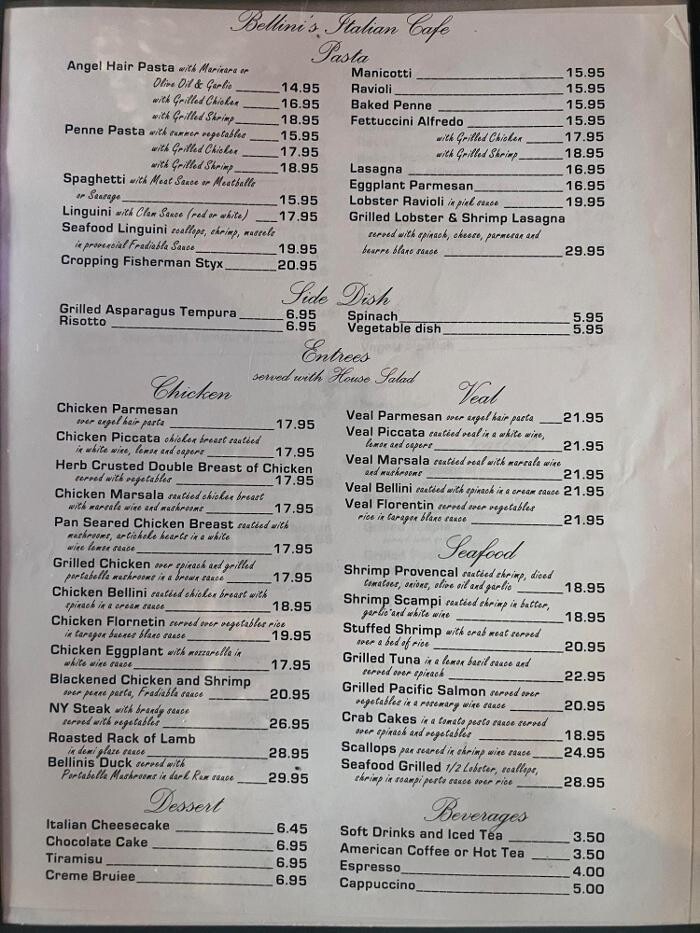 Bellini's Italian Cafe
Pasta
Angel Hair Pasta with Marinara or
Olive Oil & Garlic 14.95
with Grilled Chicken 16.95
with Grilled Shrimp 18.95
Penne Pasta with summer vegetables 15.95
with Grilled Chicken 17.95
with Grilled Shrimp 18.95
Spaghetti with Meat Sauce or Meatballs
or Sausage 15.95
Linguini with Clam Sauce (red or white) 17.95
Seafood Linguini scallops, shrimp, mussels
in provencial Fradiabla Sauce 19.95
Cropping Fisherman Styx 20.95
Manicotti 15.95
Ravioli 15.95
Baked Penne 15.95
Fettuccini Alfredo 15.95
with Grilled Chicken 17.95
with Grilled Shrimp 18.95
Lasagna 16.95
Eggplant Parmesan 16.95
Lobster Ravioli in pink sauce 19.95
Grilled Lobster & Shrimp Lasagna
served with spinach, cheese, parmesan and
beurre blanc sauce 29.95
Side Dish
Grilled Asparagus Tempura 6.95
Risotto 6.95
Spinach 5.95
Vegetable dish 5.95
Entrees
served with House Salad
Chicken
Chicken Parmesan
over angel hair pasta 17.95
Chicken Piccata chicken breast sautéed
in white wine, lemon and capers 17.95
Herb Crusted Double Breast of Chicken
served with vegetables 17.95
Chicken Marsala sautéed chicken breast
with marsala wine and mushrooms 17.95
Pan Seared Chicken Breast sautéed with
mushrooms, artichoke hearts in a white
wine lemon sauce 17.95
Grilled Chicken over spinach and grilled
portabella mushrooms in a brown sauce 17.95
Chicken Bellini sautéed chicken breast with
spinach in a cream sauce 18.95
Chicken Flornetin served over vegetables rice
in taragon buenes blanc sauce 19.95
Chicken Eggplant with mozzarella in
white wine sauce 17.95
Blackened Chicken and Shrimp
over penne pasta, Fradiabla sauce 20.95
NY Steak with brandy sauce
served with vegetables 26.95
Roasted Rack of Lamb
in demi glaze sauce 28.95
Bellinis Duck served with
Portabella Mushrooms in dark Rum sauce 29.95
Veal
Veal Parmesan over angel hair pasta 21.95
Veal Piccata sautéed veal in a white wine,
lemon and capers 21.95
Veal Marsala sautéed veal with marsala wine
and mushrooms 21.95
Veal Bellini sautéed with spinach in a cream sauce 21.95
Veal Florentin served over vegetables
rice in taragon blanc sauce 21.95
Seafood
Shrimp Provencal sautéed shrimp, diced
tomatoes, onions, olive oil and garlic 18.95
Shrimp Scampi sautéed shrimp in butter,
garlic and white wine 18.95
Stuffed Shrimp with crab meat served
over a bed of rice 20.95
Grilled Tuna in a lemon basil sauce and
served over spinach 22.95
Grilled Pacific Salmon served over
vegetables in a rosemary wine sauce 20.95
Crab Cakes in a tomato pesto sauce served
over spinach and vegetables 18.95
Scallops pan seared in shrimp wine sauce 24.95
Seafood Grilled 1/2 Lobster, scallops,
shrimp in scampi pesto sauce over rice 28.95
Dessert
Italian Cheesecake 6.45
Chocolate Cake 6.95
Tiramisu 6.95
Creme Bruiee 6.95
Beverages
Soft Drinks and Iced Tea 3.50
American Coffee or Hot Tea 3.50
Espresso 4.00
Cappuccino 5.00